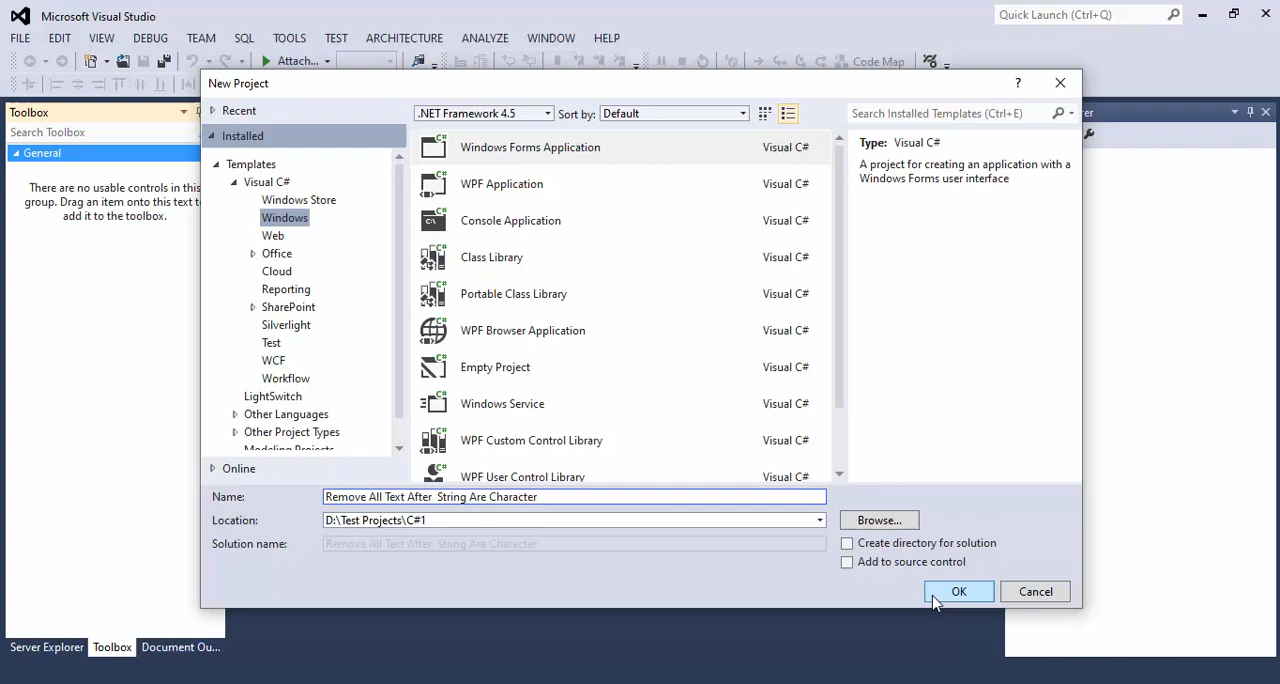 Microsoft Visual Studio
Quick Launch (Ctrl+Q)
FILE EDIT VIEW DEBUG TEAM SQL TOOLS TEST ARCHITECTURE ANALYZE WINDOW HELP
Attach...
Code Map
New Project
?
Toolbox
Search Toolbox
General
There are no usable controls in this
group. Drag an item onto this text to
add it to the toolbox.
Recent
Installed
Templates
Visual C#
Windows Store
Windows
Web
Office
Cloud
Reporting
SharePoint
Silverlight
Test
WCF
Workflow
LightSwitch
Other Languages
Other Project Types
Modeling Projects
Online
.NET Framework 4.5 Sort by: Default
Search Installed Templates (Ctrl+E)
Windows Forms Application Visual C#
WPF Application Visual C#
Console Application Visual C#
Class Library Visual C#
Portable Class Library Visual C#
WPF Browser Application Visual C#
Empty Project Visual C#
Windows Service Visual C#
WPF Custom Control Library Visual C#
WPF User Control Library Visual C#
Type: Visual C#
A project for creating an application with a
Windows Forms user interface
Name: Remove All Text After String Are Character
Location: D:\Test Projects\C#1
Browse...
Solution name: Remove All Text After String Are Character
Create directory for solution
Add to source control
OK Cancel
Server Explorer Toolbox Document Ou...